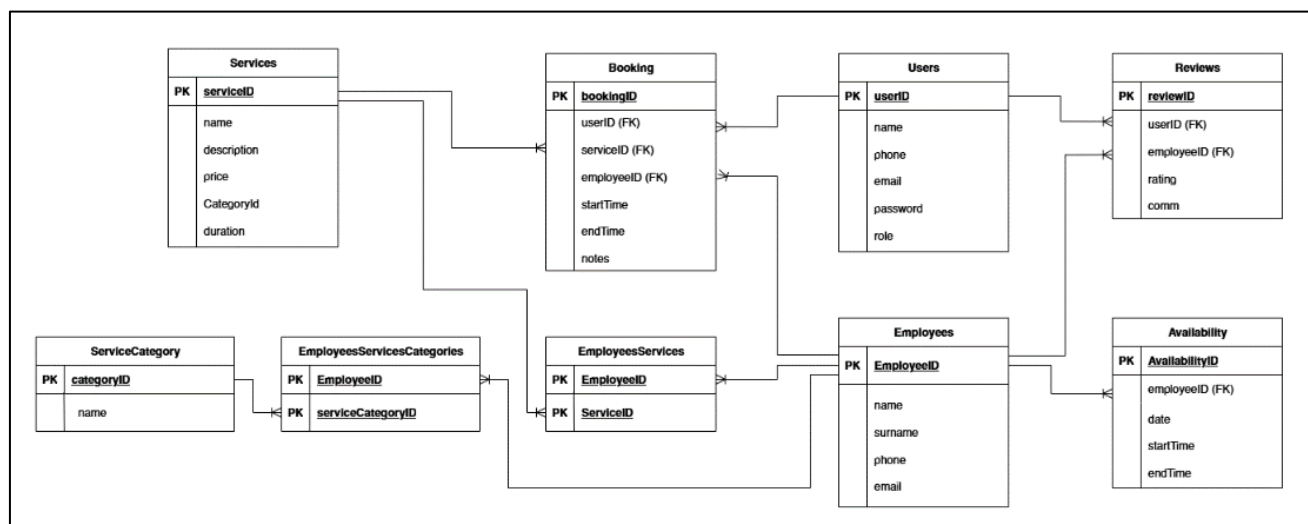 Services
PK serviceID
name
description
price
CategoryId
duration
Booking
PK bookingID
userID (FK)
serviceID (FK)
employeeID (FK)
startTime
endTime
notes
Users
PK userID
name
phone
email
password
role
Reviews
PK reviewID
userID (FK)
employeeID (FK)
rating
comm
ServiceCategory
PK categoryID
name
EmployeesServicesCategories
PK EmployeeID
PK serviceCategoryID
EmployeesServices
PK EmployeeID
PK ServiceID
Employees
PK EmployeeID
name
surname
phone
email
Availability
PK AvailabilityID
employeeID (FK)
date
startTime
endTime